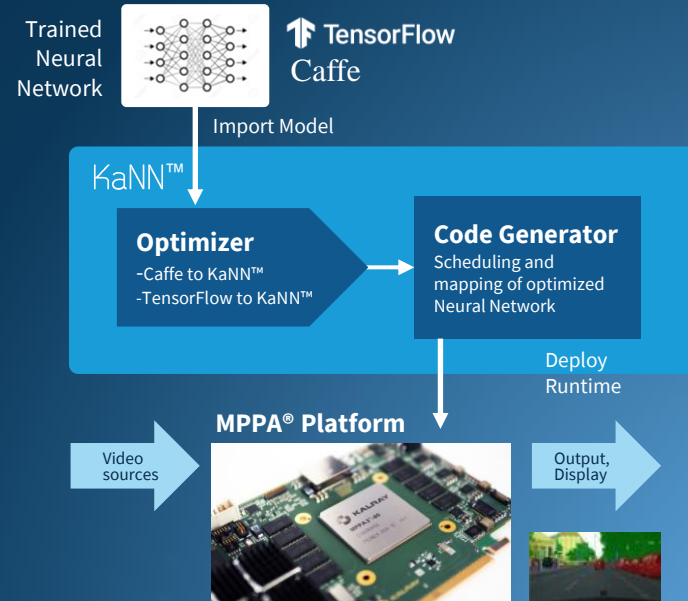 Trained
Neural
Network
TensorFlow
Caffe
Import Model
KaNN™
Optimizer
-Caffe to KaNN™
-TensorFlow to KaNN™
Code Generator
Scheduling and
mapping of optimized
Neural Network
Deploy
Runtime
MPPA® Platform
Video
sources
KALRAY
Output,
Display